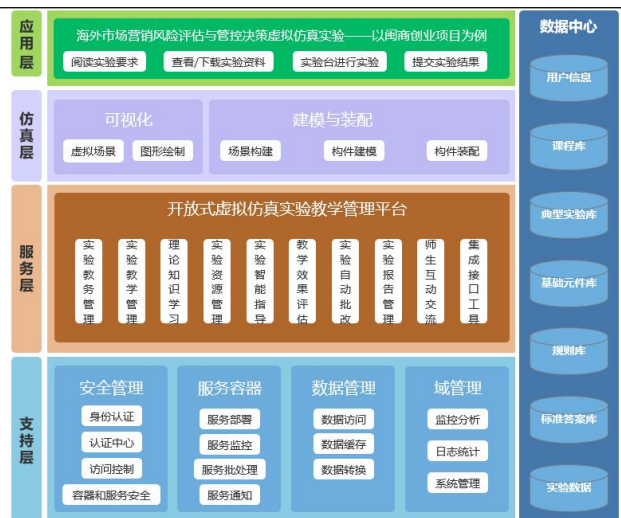 应用层
海外市场营销风险评估与管控决策虚拟仿真实验——以闽商创业项目为例
阅读实验要求
查看/下载实验资料
实验台进行实验
提交实验结果
仿真层
可视化
虚拟场景
图形绘制
建模与装配
场景构建
构件建模
构件装配
服务层
开放式虚拟仿真实验教学管理平台
实验教务管理
实验教学管理
理论知识学习
实验资源管理
实验智能指导
教学效果评估
实验自动批改
实验报告管理
师生互动交流
集成接口工具
支持层
安全管理
身份认证
认证中心
访问控制
容器和服务安全
服务容器
服务部署
服务监控
服务批处理
服务通知
数据管理
数据访问
数据缓存
数据转换
域管理
监控分析
日志统计
系统管理
数据中心
用户信息
课程库
典型实验库
基础元件库
规则库
标准答案库
实验数据